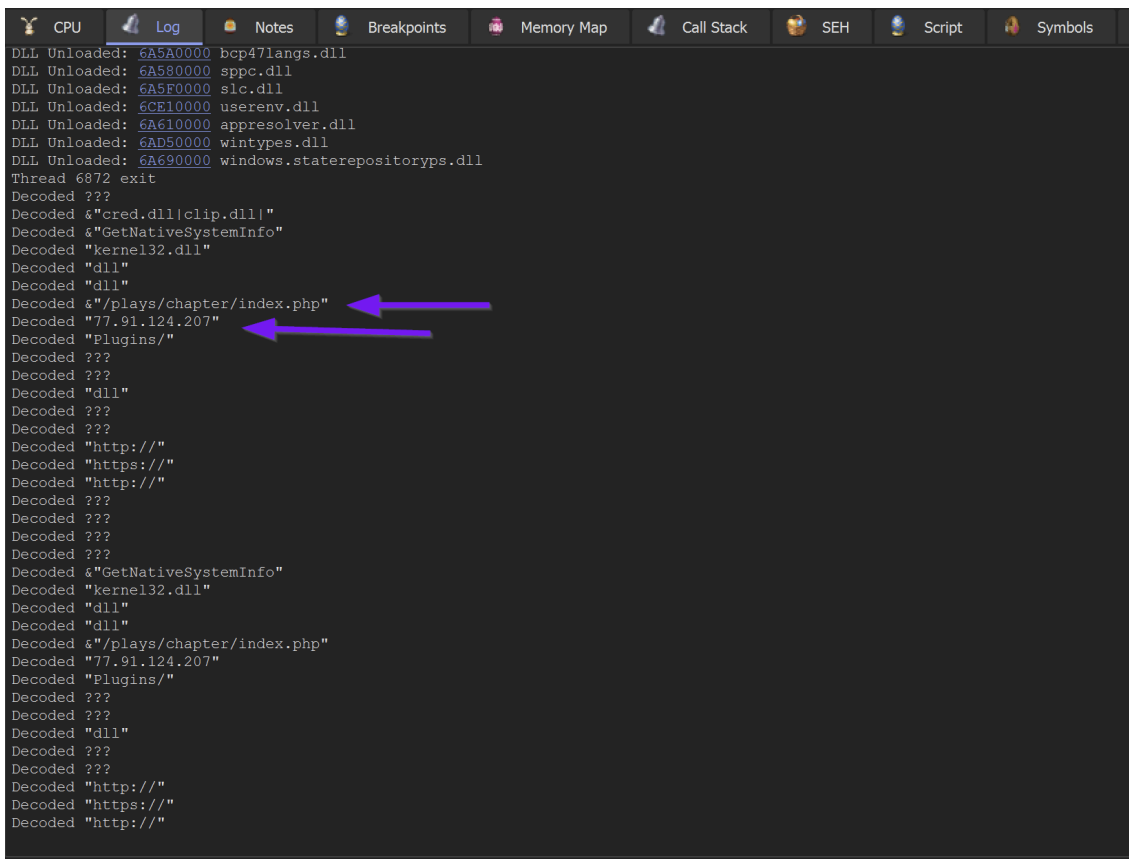 CPU Log Notes Breakpoints Memory Map Call Stack SEH Script Symbols
DLL Unloaded: 6A5A0000 bcp47langs.dll
DLL Unloaded: 6A580000 sppc.dll
DLL Unloaded: 6A5F0000 slc.dll
DLL Unloaded: 6CE10000 userenv.dll
DLL Unloaded: 6A610000 appresolver.dll
DLL Unloaded: 6AD50000 wintypes.dll
DLL Unloaded: 6A690000 windows.staterepositoryps.dll
Thread 6872 exit
Decoded ???
Decoded &"cred.dll|clip.dll|"
Decoded &"GetNativeSystemInfo"
Decoded "kernel32.dll"
Decoded "dll"
Decoded "dll"
Decoded &"/plays/chapter/index.php"
Decoded "77.91.124.207"
Decoded "Plugins/"
Decoded ???
Decoded ???
Decoded "dll"
Decoded ???
Decoded ???
Decoded "http://"
Decoded "https://"
Decoded "http://"
Decoded ???
Decoded ???
Decoded ???
Decoded ???
Decoded &"GetNativeSystemInfo"
Decoded "kernel32.dll"
Decoded "dll"
Decoded "dll"
Decoded &"/plays/chapter/index.php"
Decoded "77.91.124.207"
Decoded "Plugins/"
Decoded ???
Decoded ???
Decoded "dll"
Decoded ???
Decoded ???
Decoded "http://"
Decoded "https://"
Decoded "http://"